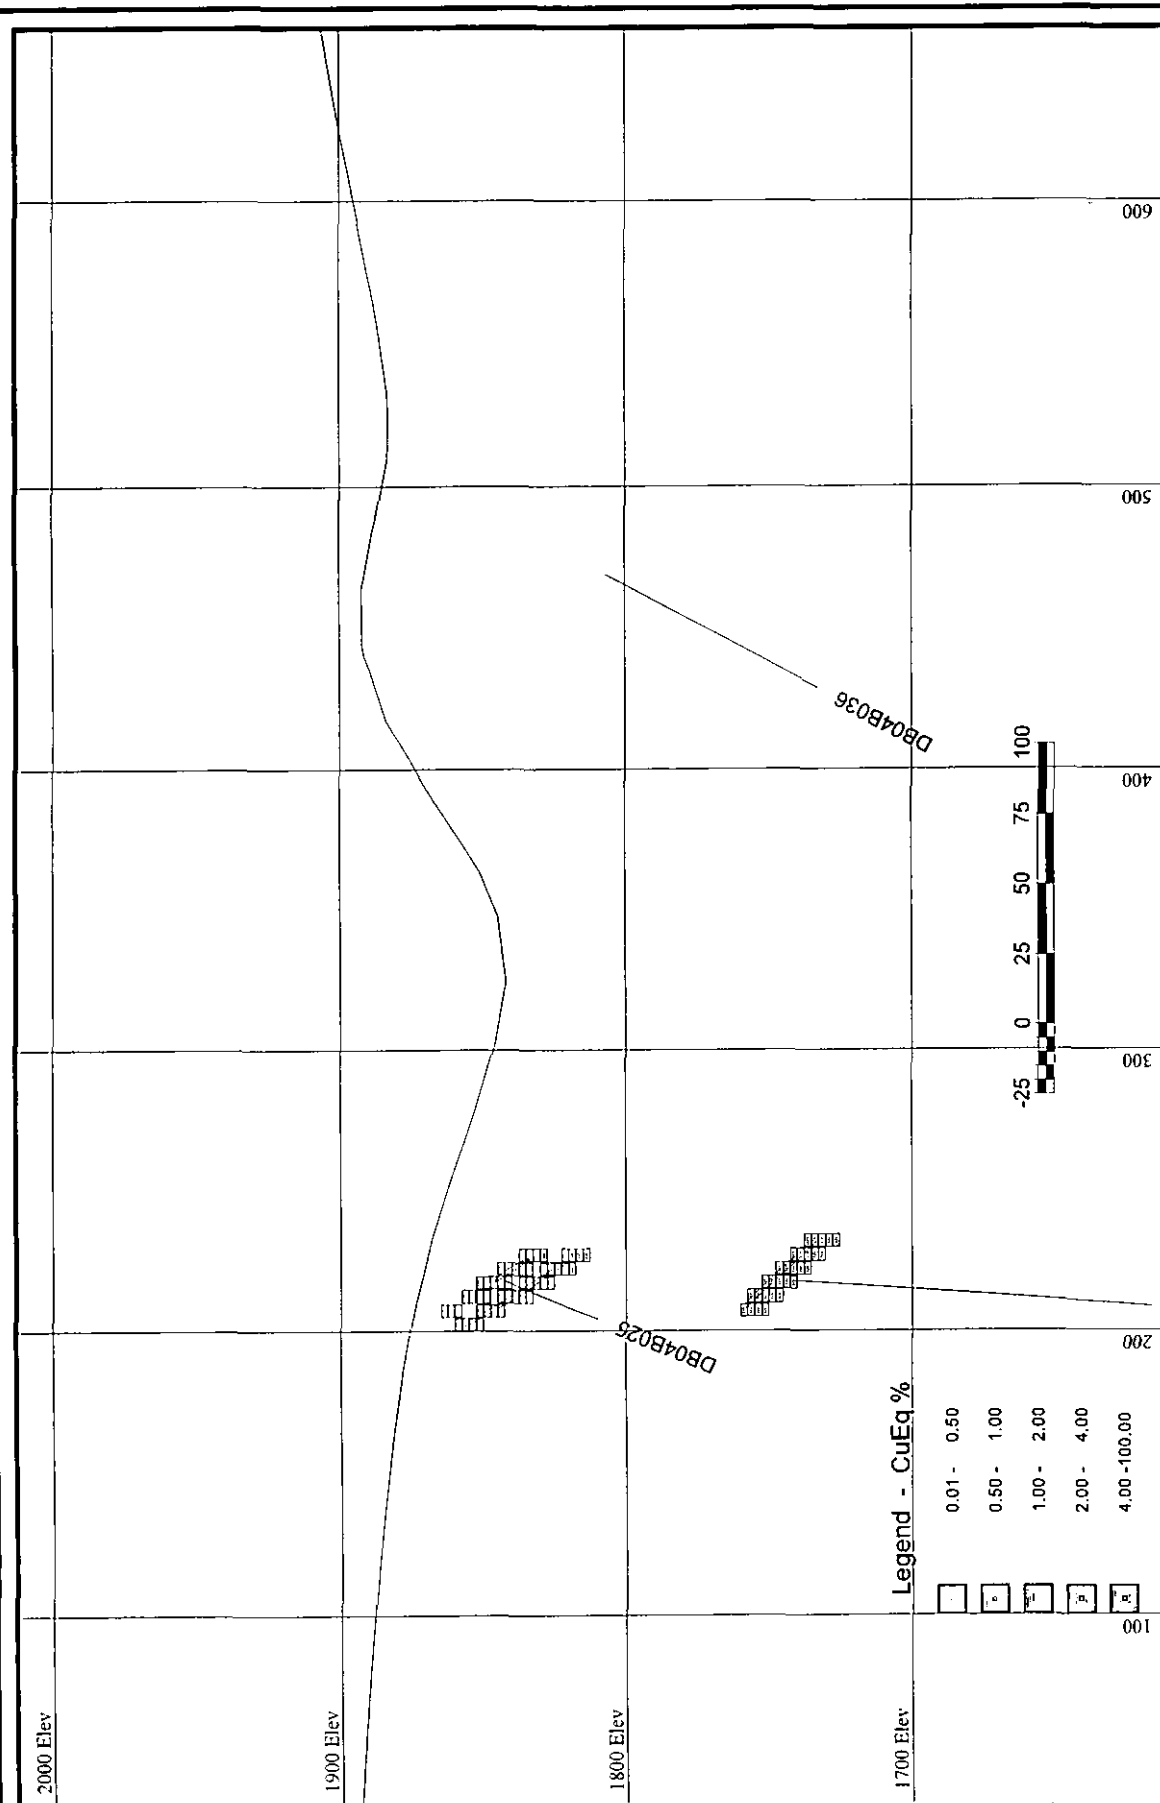 2000 Elev
1900 Elev
1800 Elev
1700 Elev
100
200
300
400
500
600
DB04B025
DB04B036
-25 0 25 50 75 100
Legend - CuEq %
0.01 - 0.50
0.50 - 1.00
1.00 - 2.00
2.00 - 4.00
4.00 -100.00